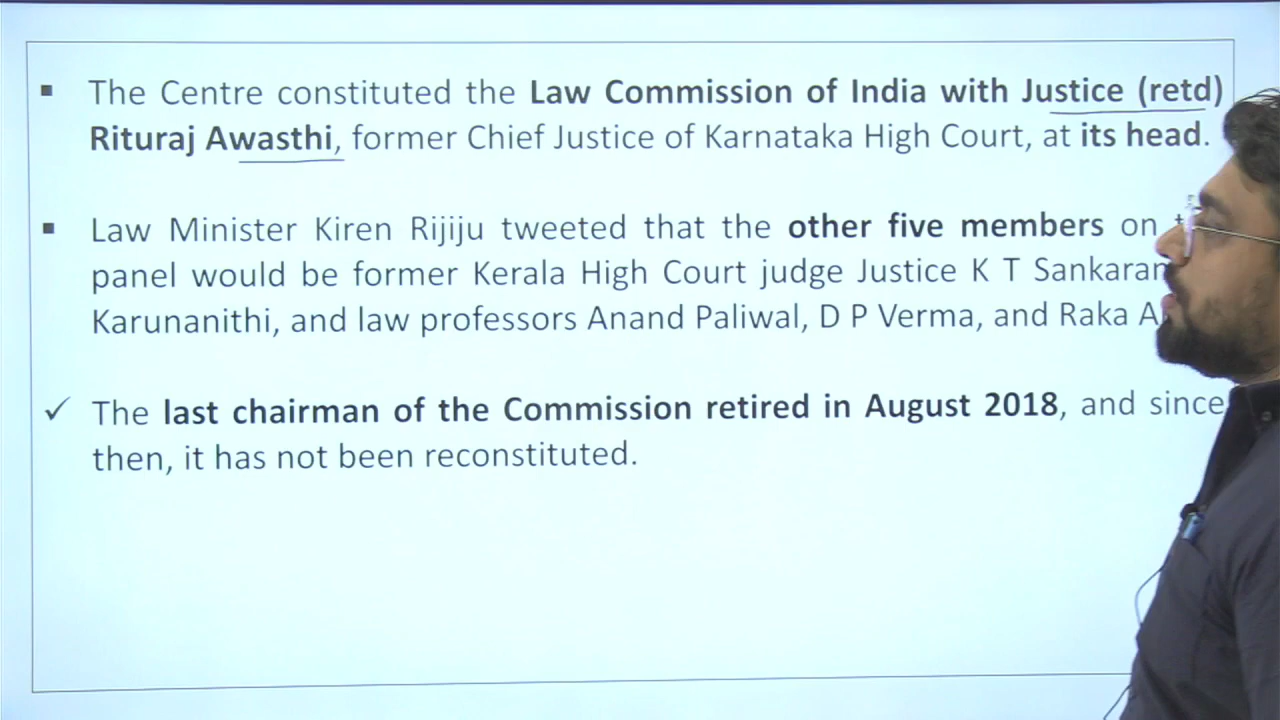 ▪ The Centre constituted the Law Commission of India with Justice (retd)
Rituraj Awasthi, former Chief Justice of Karnataka High Court, at its head.
▪ Law Minister Kiren Rijiju tweeted that the other five members on
panel would be former Kerala High Court judge Justice K T Sankaran
Karunanithi, and law professors Anand Paliwal, D P Verma, and Raka
✓ The last chairman of the Commission retired in August 2018, and since
then, it has not been reconstituted.